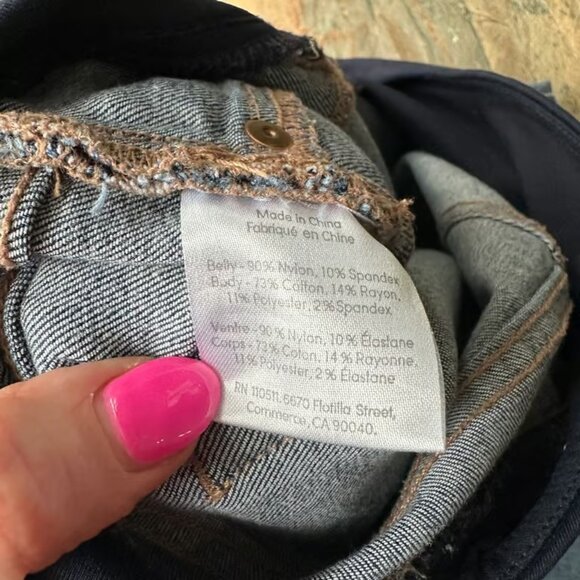 Made in China
Fabriqué en Chine
Belly - 90% Nylon, 10% Spandex
Body - 73% Cotton, 14% Rayon,
11% Polyester, 2% Spandex.
Ventre - 90% Nylon, 10% Élastane
Corps - 73% Coton, 14% Rayonne,
11% Polyester, 2% Élastane
RN 110511. 6670 Flotilla Street,
Commerce, CA 90040.